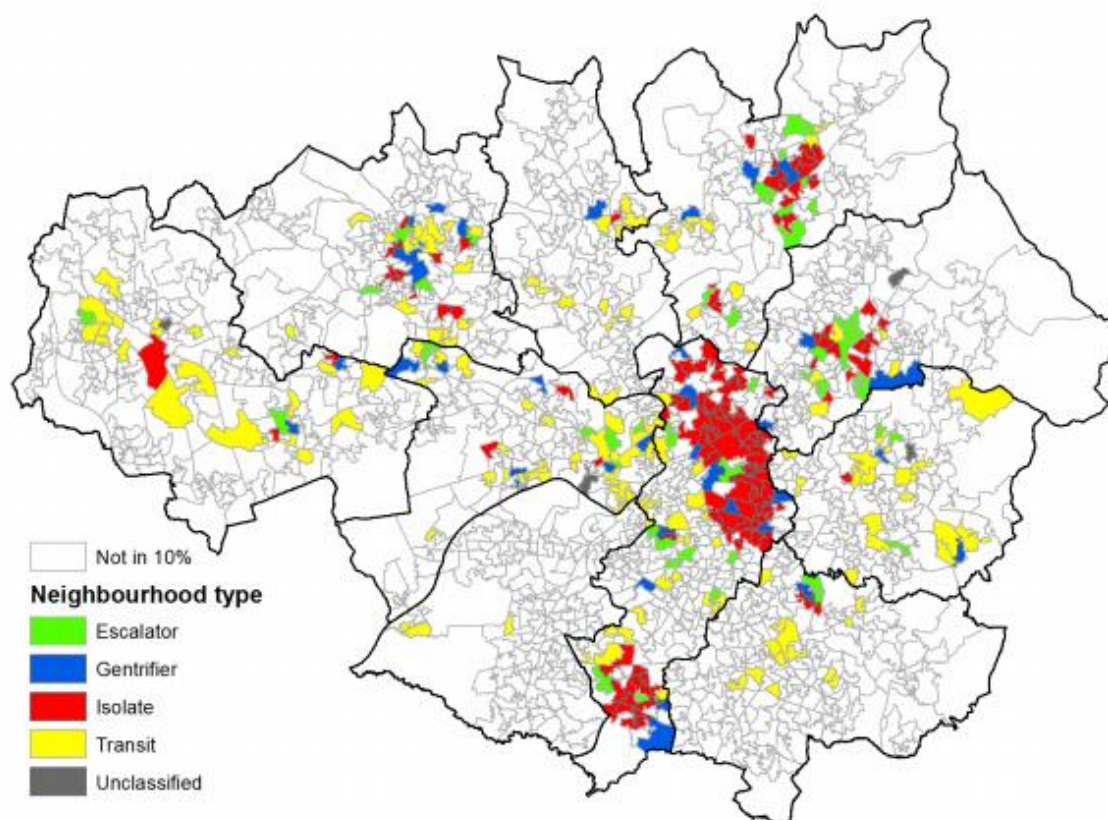 Not in 10%
Neighbourhood type
Escalator
Gentrifier
Isolate
Transit
Unclassified